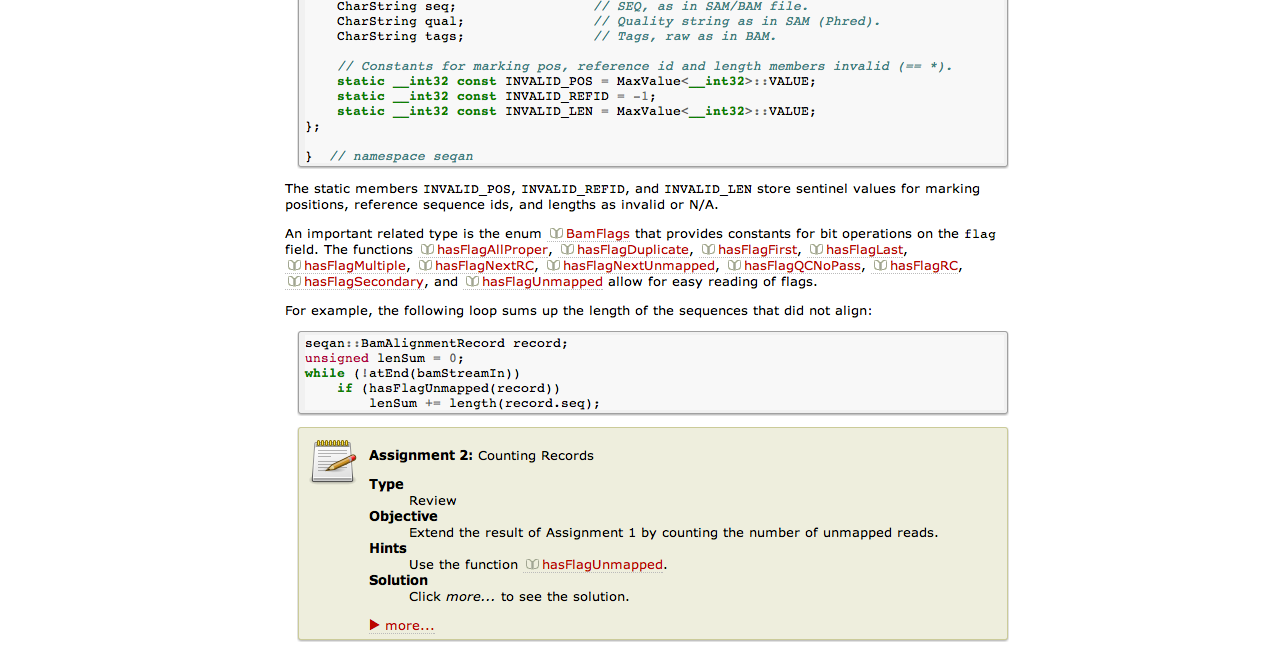 CharString seq;                 // SEQ, as in SAM/BAM file.
CharString qual;                // Quality string as in SAM (Phred).
CharString tags;                // Tags, raw as in BAM.
// Constants for marking pos, reference id and length members invalid (== *).
static __int32 const INVALID_POS = MaxValue<__int32>::VALUE;
static __int32 const INVALID_REFID = -1;
static __int32 const INVALID_LEN = MaxValue<__int32>::VALUE;
};
}  // namespace seqan
The static members INVALID_POS, INVALID_REFID, and INVALID_LEN store sentinel values for marking
positions, reference sequence ids, and lengths as invalid or N/A.
An important related type is the enum BamFlags that provides constants for bit operations on the flag
field. The functions hasFlagAllProper, hasFlagDuplicate, hasFlagFirst, hasFlagLast,
hasFlagMultiple, hasFlagNextRC, hasFlagNextUnmapped, hasFlagQCNoPass, hasFlagRC,
hasFlagSecondary, and hasFlagUnmapped allow for easy reading of flags.
For example, the following loop sums up the length of the sequences that did not align:
seqan::BamAlignmentRecord record;
unsigned lenSum = 0;
while (!atEnd(bamStreamIn))
    if (hasFlagUnmapped(record))
        lenSum += length(record.seq);
Assignment 2: Counting Records
Type
Review
Objective
Extend the result of Assignment 1 by counting the number of unmapped reads.
Hints
Use the function hasFlagUnmapped.
Solution
Click more... to see the solution.
more...